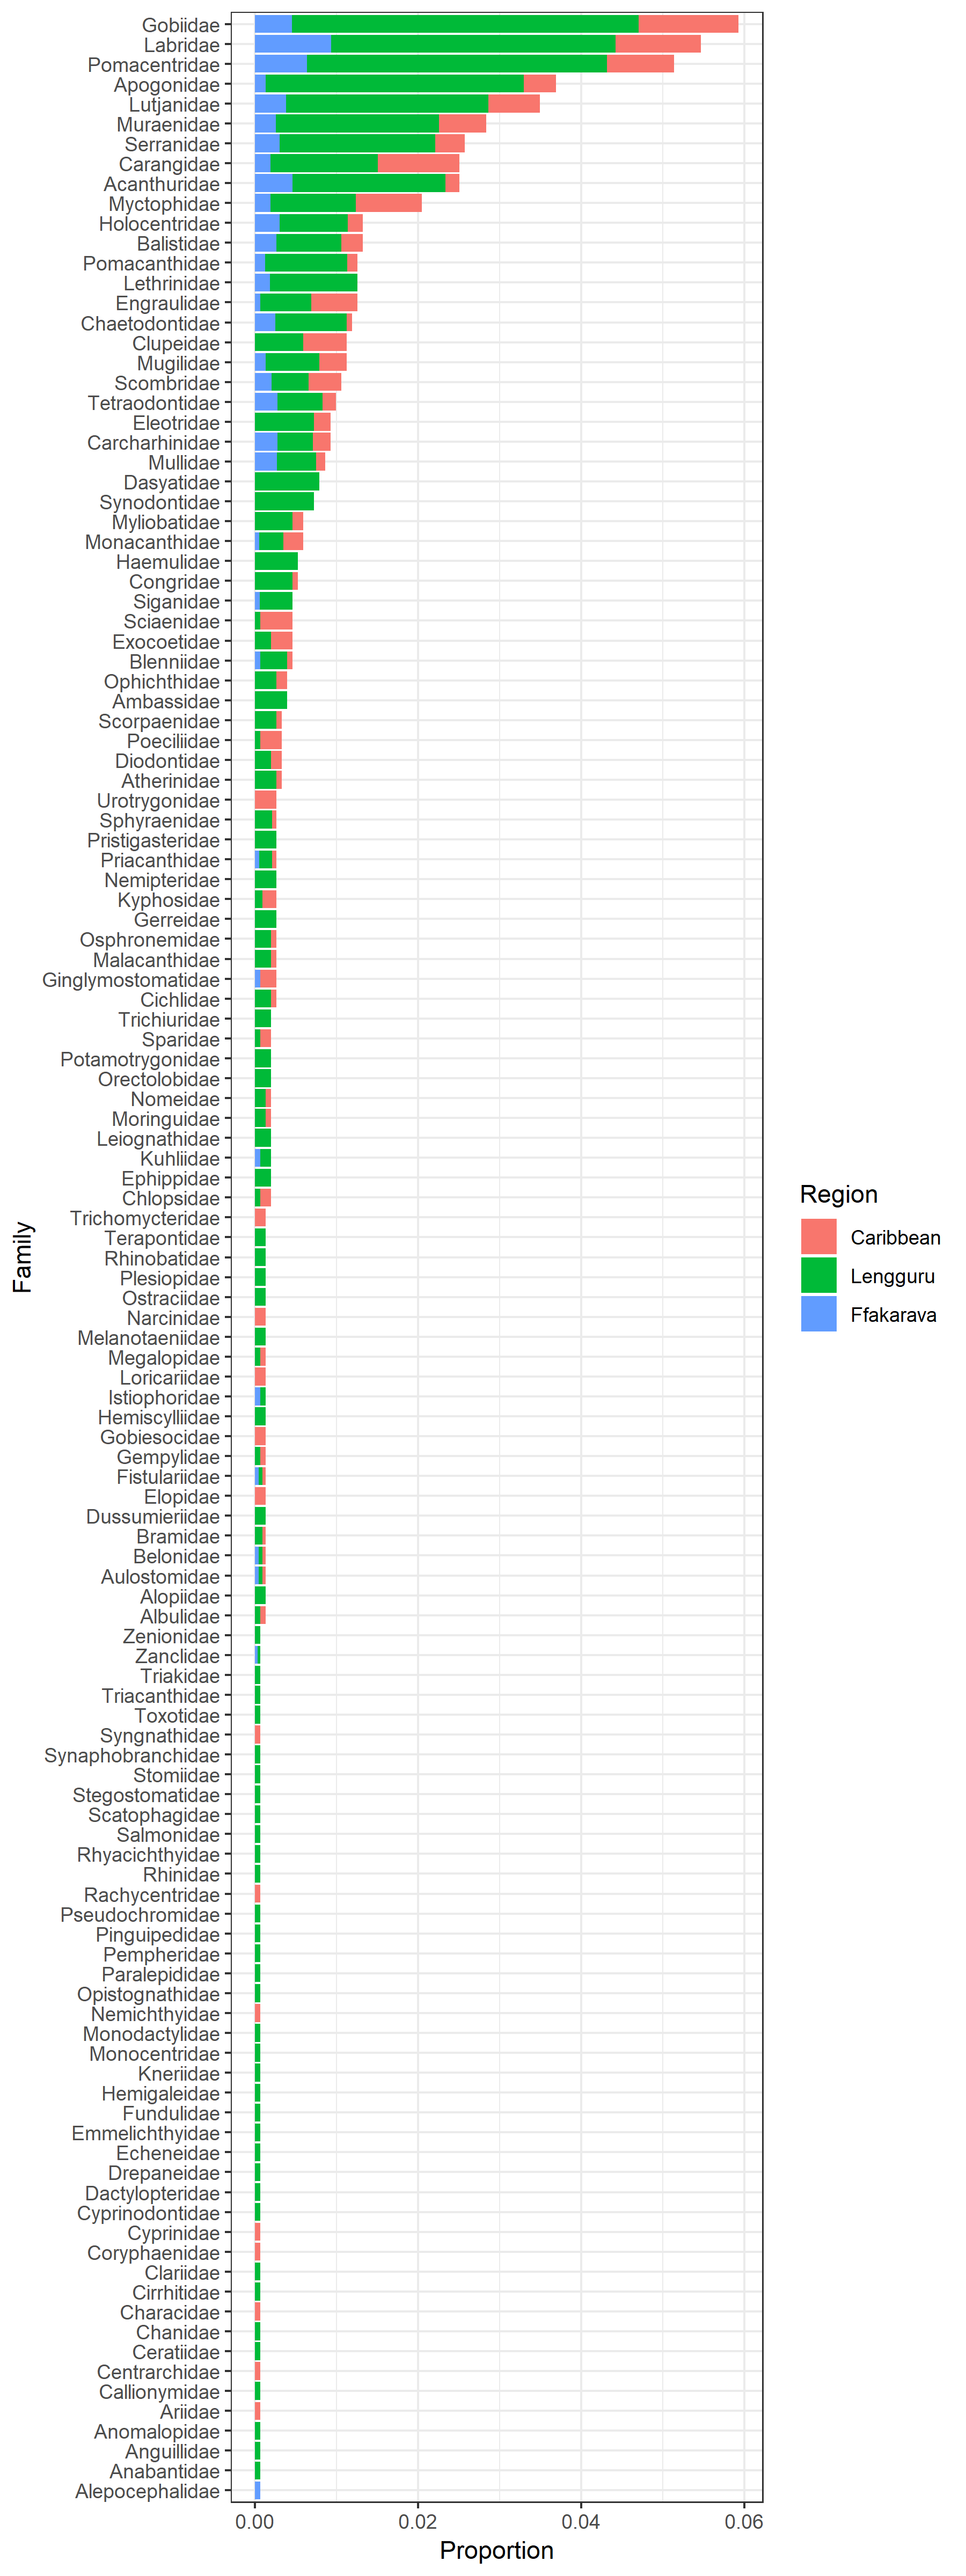 Gobiidae
Labridae
Pomacentridae
Apogonidae
Lutjanidae
Muraenidae
Serranidae
Carangidae
Acanthuridae
Myctophidae
Holocentridae
Balistidae
Pomacanthidae
Lethrinidae
Engraulidae
Chaetodontidae
Clupeidae
Mugilidae
Scombridae
Tetraodontidae
Eleotridae
Carcharhinidae
Mullidae
Dasyatidae
Synodontidae
Myliobatidae
Monacanthidae
Haemulidae
Congridae
Siganidae
Sciaenidae
Exocoetidae
Blenniidae
Ophichthidae
Ambassidae
Scorpaenidae
Poeciliidae
Diodontidae
Atherinidae
Urotrygonidae
Sphyraenidae
Pristigasteridae
Priacanthidae
Nemipteridae
Kyphosidae
Gerreidae
Osphronemidae
Malacanthidae
Ginglymostomatidae
Cichlidae
Trichiuridae
Sparidae
Potamotrygonidae
Orectolobidae
Nomeidae
Moringuidae
Leiognathidae
Kuhliidae
Ephippidae
Chlopsidae
Trichomycteridae
Terapontidae
Rhinobatidae
Plesiopidae
Ostraciidae
Narcinidae
Melanotaeniidae
Megalopidae
Loricariidae
Istiophoridae
Hemiscylliidae
Gobiesocidae
Gempylidae
Fistulariidae
Elopidae
Dussumieriidae
Bramidae
Belonidae
Aulostomidae
Alopiidae
Albulidae
Zenionidae
Zanclidae
Triakidae
Triacanthidae
Toxotidae
Syngnathidae
Synaphobranchidae
Stomiidae
Stegostomatidae
Scatophagidae
Salmonidae
Rhyacichthyidae
Rhinidae
Rachycentridae
Pseudochromidae
Pinguipedidae
Pempheridae
Paralepididae
Opistognathidae
Nemichthyidae
Monodactylidae
Monocentridae
Kneriidae
Hemigaleidae
Fundulidae
Emmelichthyidae
Echeneidae
Drepaneidae
Dactylopteridae
Cyprinodontidae
Cyprinidae
Coryphaenidae
Clariidae
Cirrhitidae
Characidae
Chanidae
Ceratiidae
Centrarchidae
Callionymidae
Ariidae
Anomalopidae
Anguillidae
Anabantidae
Alepocephalidae
0.00 0.02 0.04 0.06
Proportion
Family
Region
Caribbean
Lengguru
Ffakarava